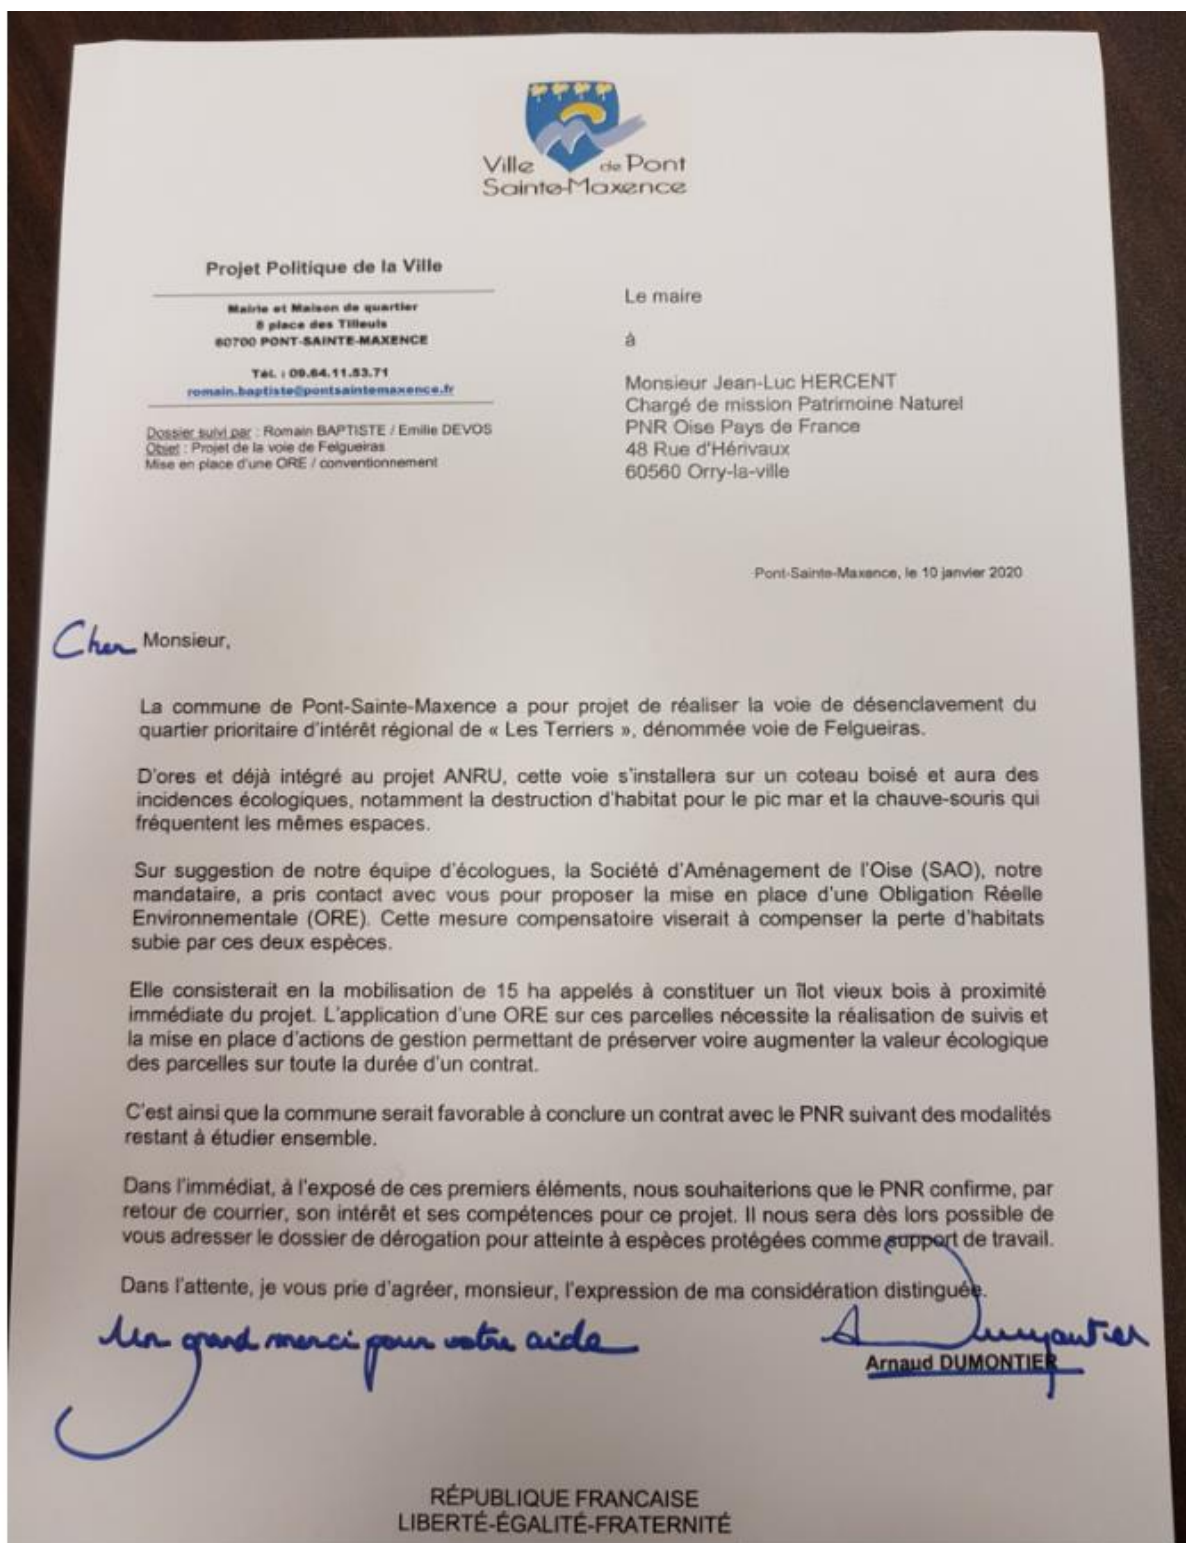 Ville de Pont
Sainte-Maxence
Projet Politique de la Ville
Mairie et Maison de quartier
8 place des Tilleuls
60700 PONT-SAINTE-MAXENCE
Tél. : 09.64.11.53.71
romain.baptiste@pontsaintemaxence.fr
Dossier suivi par : Romain BAPTISTE / Emilie DEVOS
Objet : Projet de la voie de Felgueiras
Mise en place d'une ORE / conventionnement
Le maire
à
Monsieur Jean-Luc HERCENT
Chargé de mission Patrimoine Naturel
PNR Oise Pays de France
48 Rue d'Hérivaux
60560 Orry-la-ville
Pont-Sainte-Maxence, le 10 janvier 2020
Cher Monsieur,
La commune de Pont-Sainte-Maxence a pour projet de réaliser la voie de désenclavement du
quartier prioritaire d'intérêt régional de « Les Terriers », dénommée voie de Felgueiras.
D'ores et déjà intégré au projet ANRU, cette voie s'installera sur un coteau boisé et aura des
incidences écologiques, notamment la destruction d'habitat pour le pic mar et la chauve-souris qui
fréquentent les mêmes espaces.
Sur suggestion de notre équipe d'écologues, la Société d'Aménagement de l'Oise (SAO), notre
mandataire, a pris contact avec vous pour proposer la mise en place d'une Obligation Réelle
Environnementale (ORE). Cette mesure compensatoire viserait à compenser la perte d'habitats
subie par ces deux espèces.
Elle consisterait en la mobilisation de 15 ha appelés à constituer un îlot vieux bois à proximité
immédiate du projet. L'application d'une ORE sur ces parcelles nécessite la réalisation de suivis et
la mise en place d'actions de gestion permettant de préserver voire augmenter la valeur écologique
des parcelles sur toute la durée d'un contrat.
C'est ainsi que la commune serait favorable à conclure un contrat avec le PNR suivant des modalités
restant à étudier ensemble.
Dans l'immédiat, à l'exposé de ces premiers éléments, nous souhaiterions que le PNR confirme, par
retour de courrier, son intérêt et ses compétences pour ce projet. Il nous sera dès lors possible de
vous adresser le dossier de dérogation pour atteinte à espèces protégées comme support de travail.
Dans l'attente, je vous prie d'agréer, monsieur, l'expression de ma considération distinguée.
Un grand merci pour votre aide
A Dumontier
Arnaud DUMONTIER
RÉPUBLIQUE FRANCAISE
LIBERTÉ-ÉGALITÉ-FRATERNITÉ